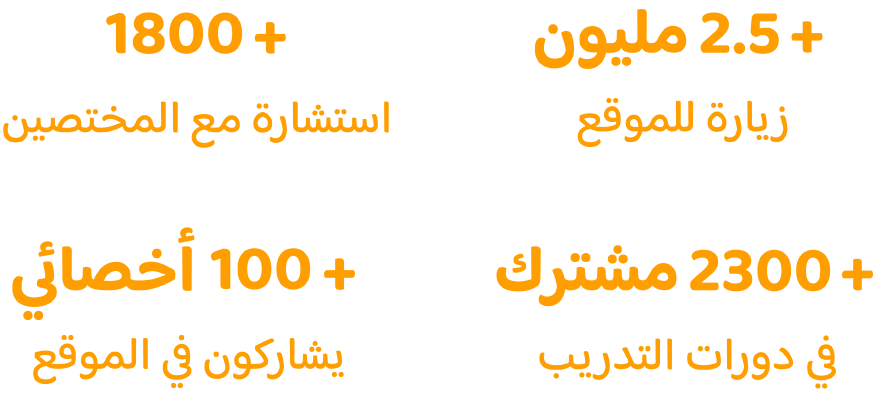 + 2.5 مليون
زيارة للموقع
+ 1800
استشارة مع المختصين
+ 2300 مشترك
في دورات التدريب
+ 100 أخصائي
يشاركون في الموقع